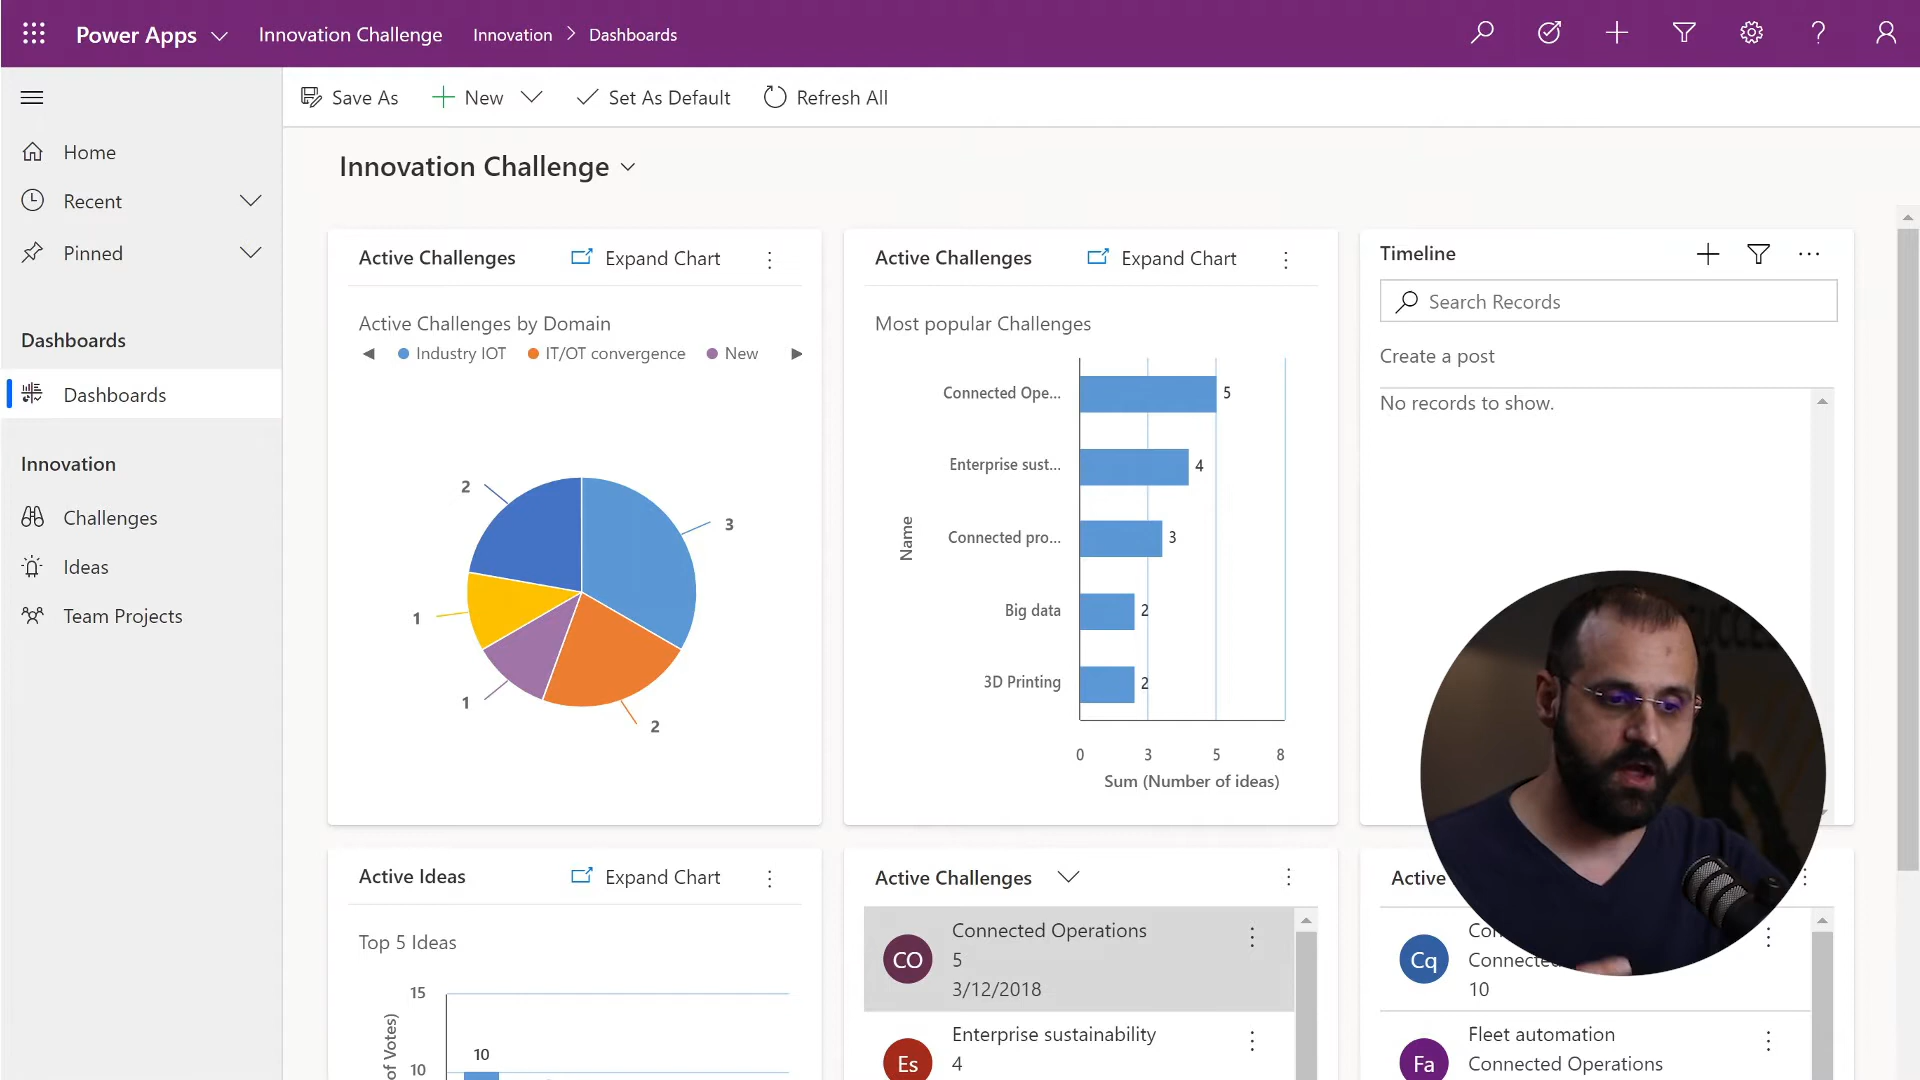 Power Apps
Innovation Challenge
Innovation > Dashboards
Save As
New
Set As Default
Refresh All
Home
Recent
Pinned
Dashboards
Dashboards
Innovation
Challenges
Ideas
Team Projects
Innovation Challenge
Active Challenges
Expand Chart
Active Challenges by Domain
Industry IOT
IT/OT convergence
New
2
3
1
1
2
Active Challenges
Expand Chart
Most popular Challenges
Name
Connected Ope...
5
Enterprise sust...
4
Connected pro...
3
Big data
2
3D Printing
2
0 3 5 8
Sum (Number of ideas)
Timeline
Search Records
Create a post
No records to show.
Active Ideas
Expand Chart
Top 5 Ideas
15
10
10
of Votes)
Active Challenges
CO
Connected Operations
5
3/12/2018
Es
Enterprise sustainability
4
Active
Cq
Connected
10
Fa
Fleet automation
Connected Operations